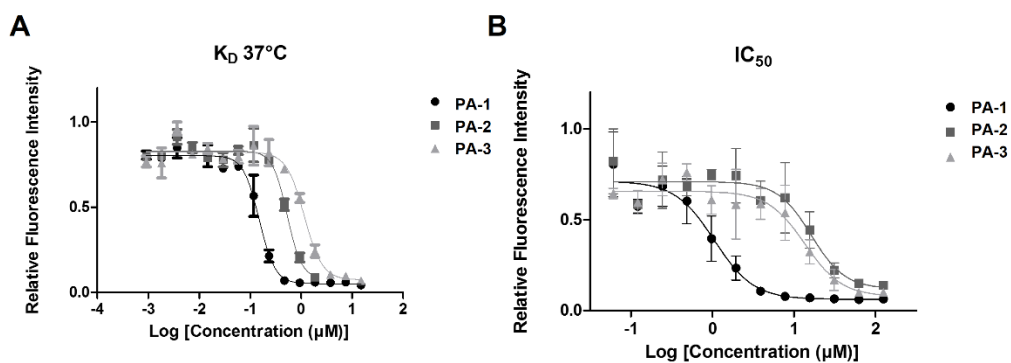 A
K_D 37°C
Relative Fluorescence Intensity
1.0
0.5
0.0
-4
-3
-2
-1
0
1
2
Log [Concentration (µM)]
PA-1
PA-2
PA-3
B
IC₅₀
Relative Fluorescence Intensity
1.0
0.5
0.0
-1
0
1
2
Log [Concentration (µM)]
PA-1
PA-2
PA-3